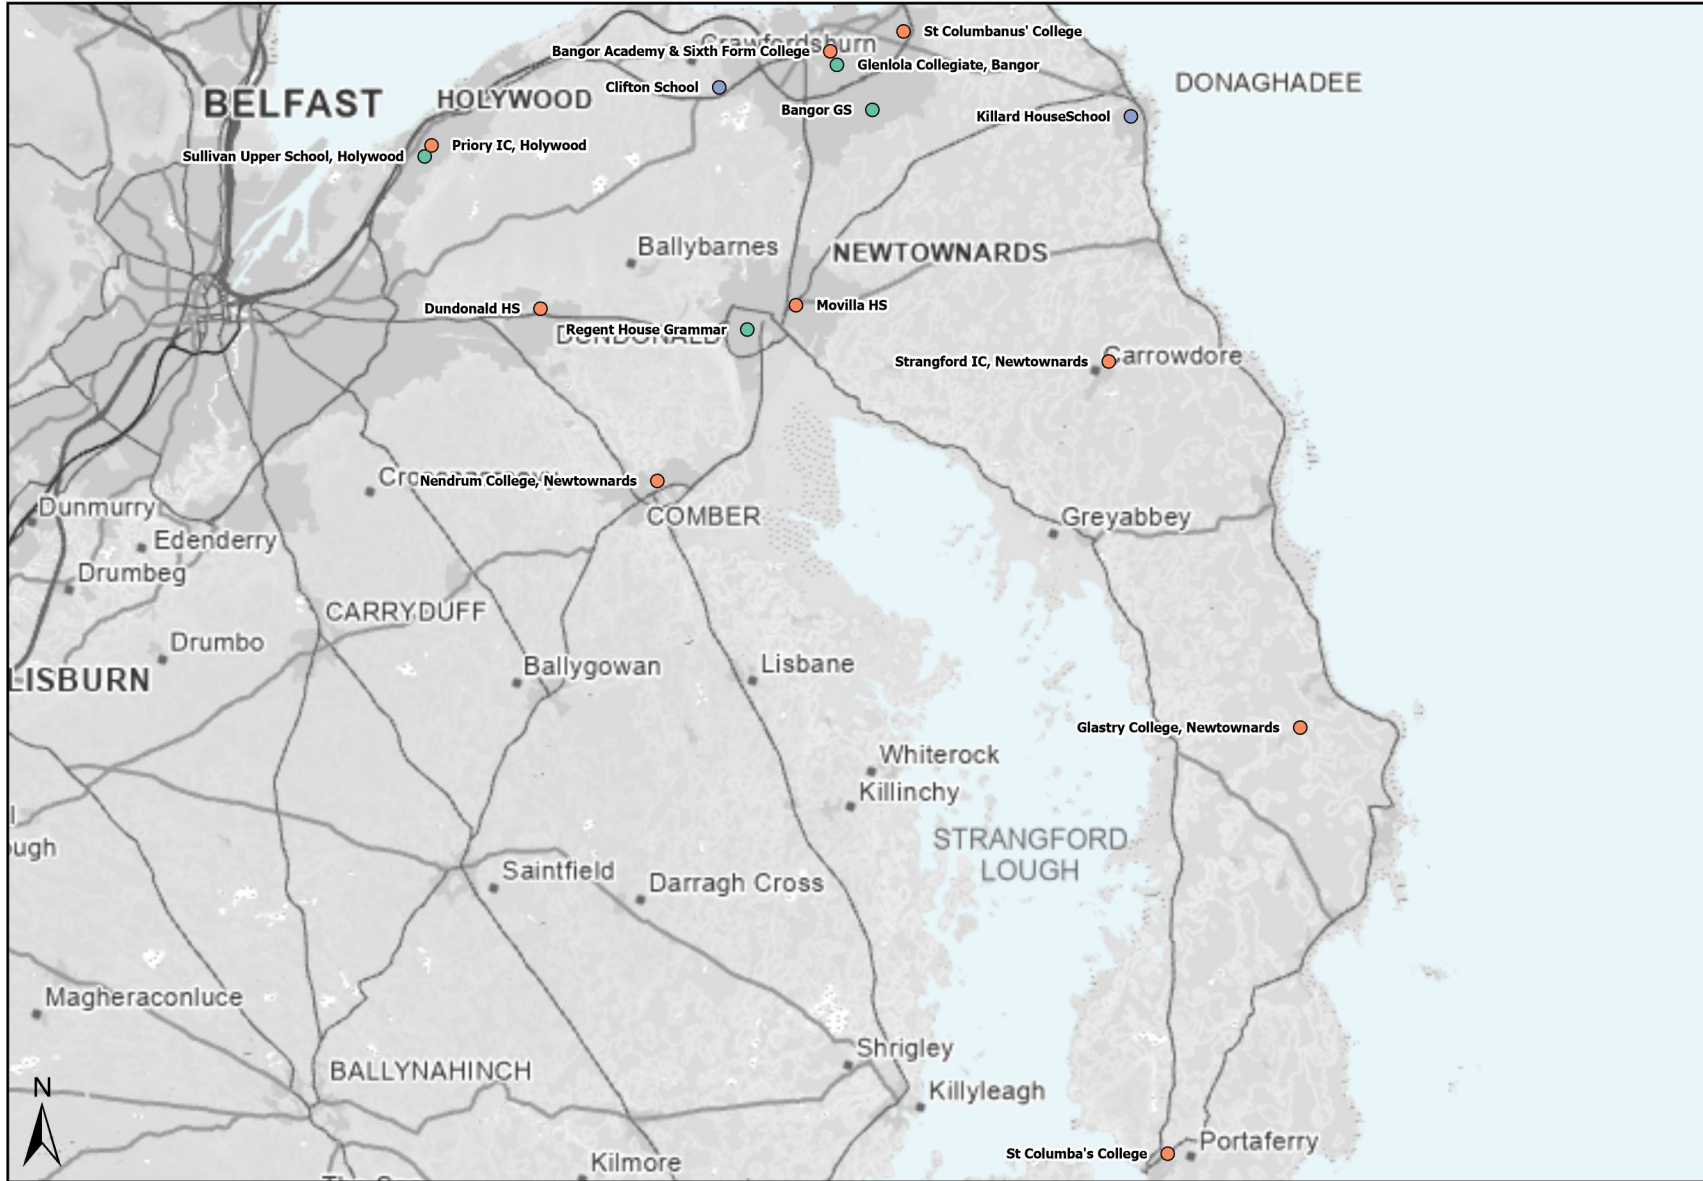 St Columbanus' College
Crawfordsburn
Bangor Academy & Sixth Form College
Glenlola Collegiate, Bangor
DONAGHADEE
Clifton School
HOLYWOOD
BELFAST
Bangor GS
Killard HouseSchool
Priory IC, Holywood
Sullivan Upper School, Holywood
Ballybarnes
NEWTOWNARDS
Dundonald HS
Movilla HS
Regent House Grammar
DUNDONALD
Carrowdore
Strangford IC, Newtownards
Nendrum College, Newtownards
Dunmurry
COMBER
Greyabbey
Edenderry
Drumbeg
CARRYDUFF
Drumbo
Ballygowan
Lisbane
LISBURN
Glastry College, Newtownards
Whiterock
Killinchy
STRANGFORD
LOUGH
ough
Saintfield
Darragh Cross
Magheraconluce
Shrigley
BALLYNAHINCH
N
Killyleagh
Portaferry
St Columba's College
Kilmore